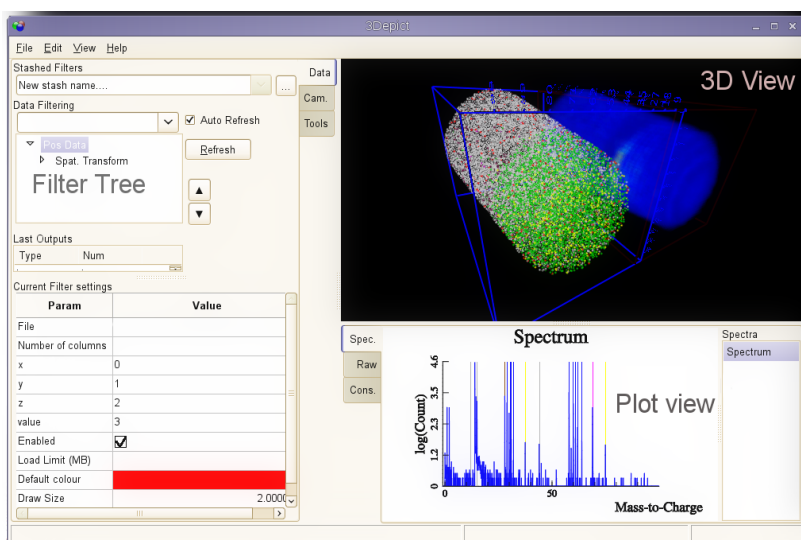 3Depict
File Edit View Help
Stashed Filters
New stash name....
...
Data Filtering
Auto Refresh
Pos Data
Spat. Transform
Refresh
Filter Tree
Last Outputs
Type Num
Current Filter settings
Param Value
File
Number of columns
x 0
y 1
z 2
value 3
Enabled
Load Limit (MB)
Default colour
Draw Size 2.0000
Data
Cam.
Tools
3D View
Spec.
Raw
Cons.
Spectrum
log(Count)
4.6
3.5
2.3
1.2
0
0 50
Mass-to-Charge
Plot view
Spectra
Spectrum